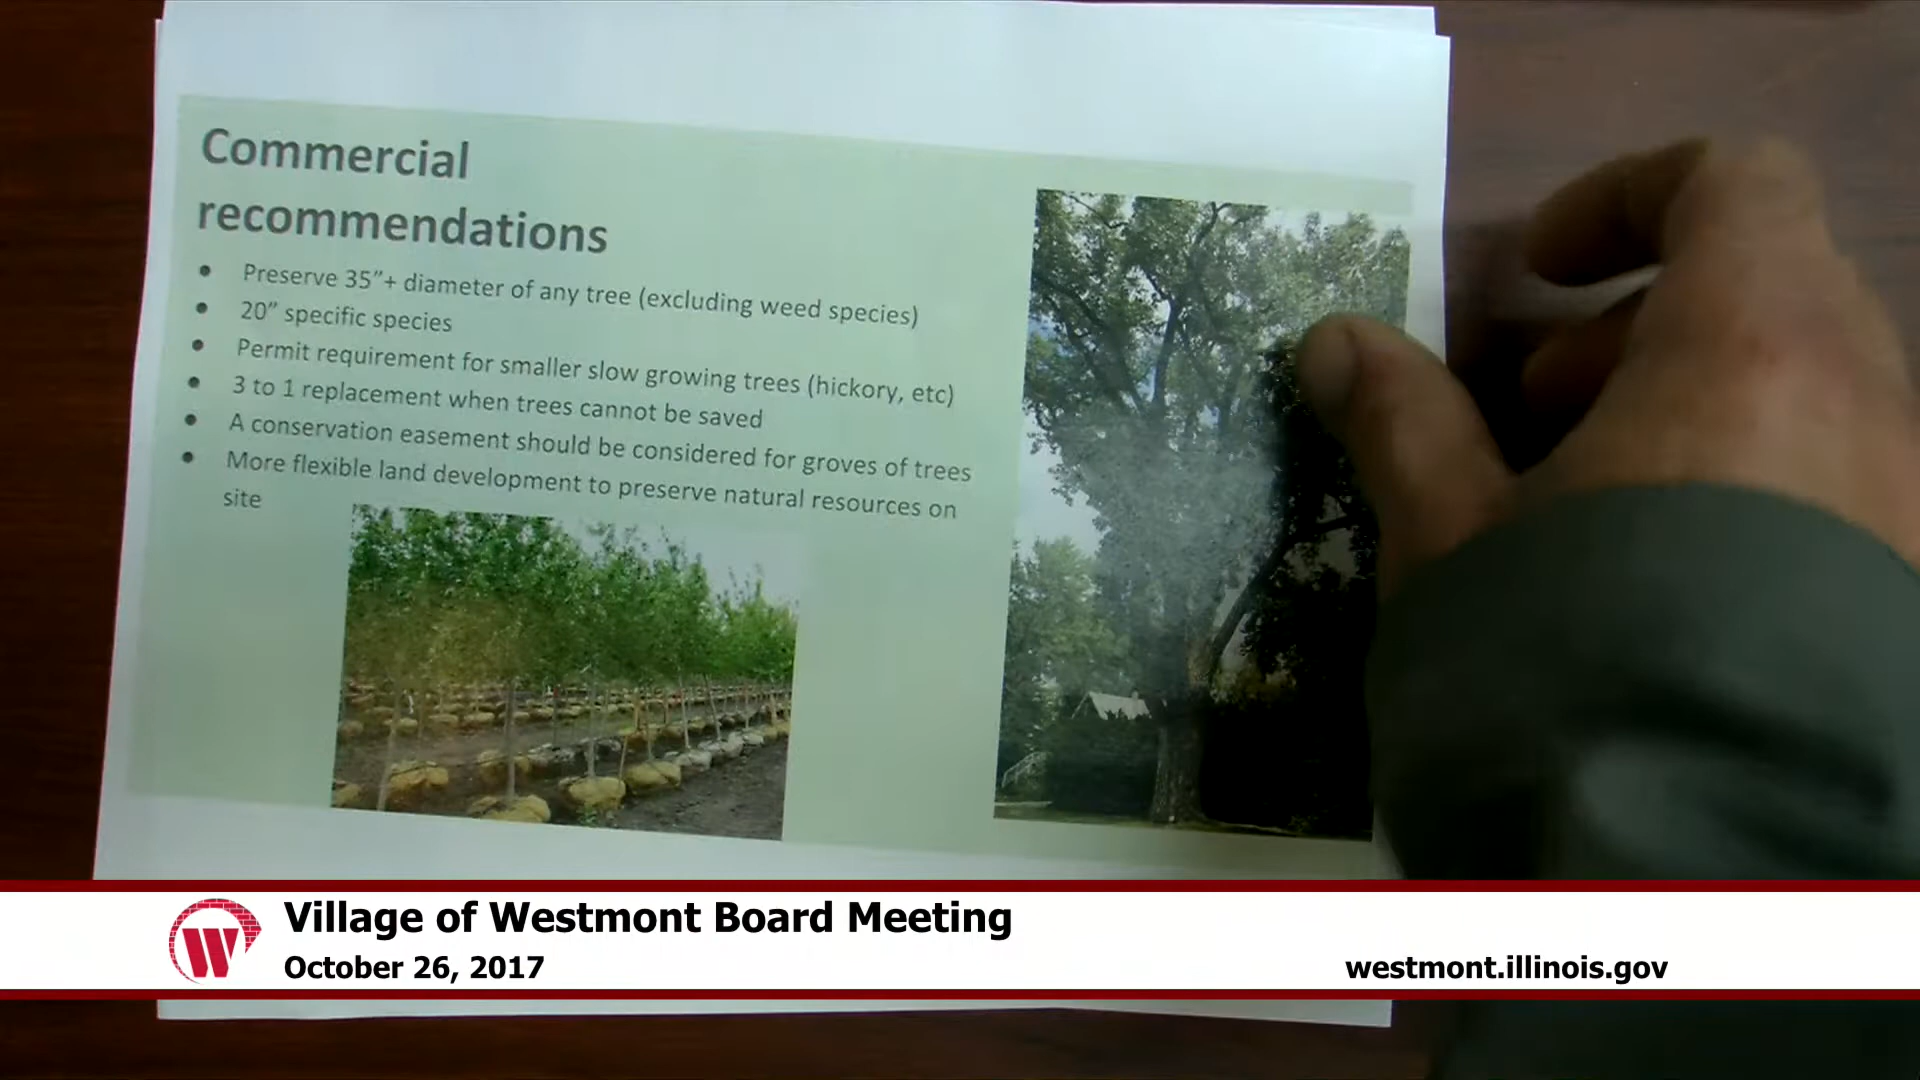 Commercial
recommendations
• Preserve 35”+ diameter of any tree (excluding weed species)
• 20” specific species
• Permit requirement for smaller slow growing trees (hickory, etc)
• 3 to 1 replacement when trees cannot be saved
• A conservation easement should be considered for groves of trees
• More flexible land development to preserve natural resources on
site
W
Village of Westmont Board Meeting
October 26, 2017
westmont.illinois.gov